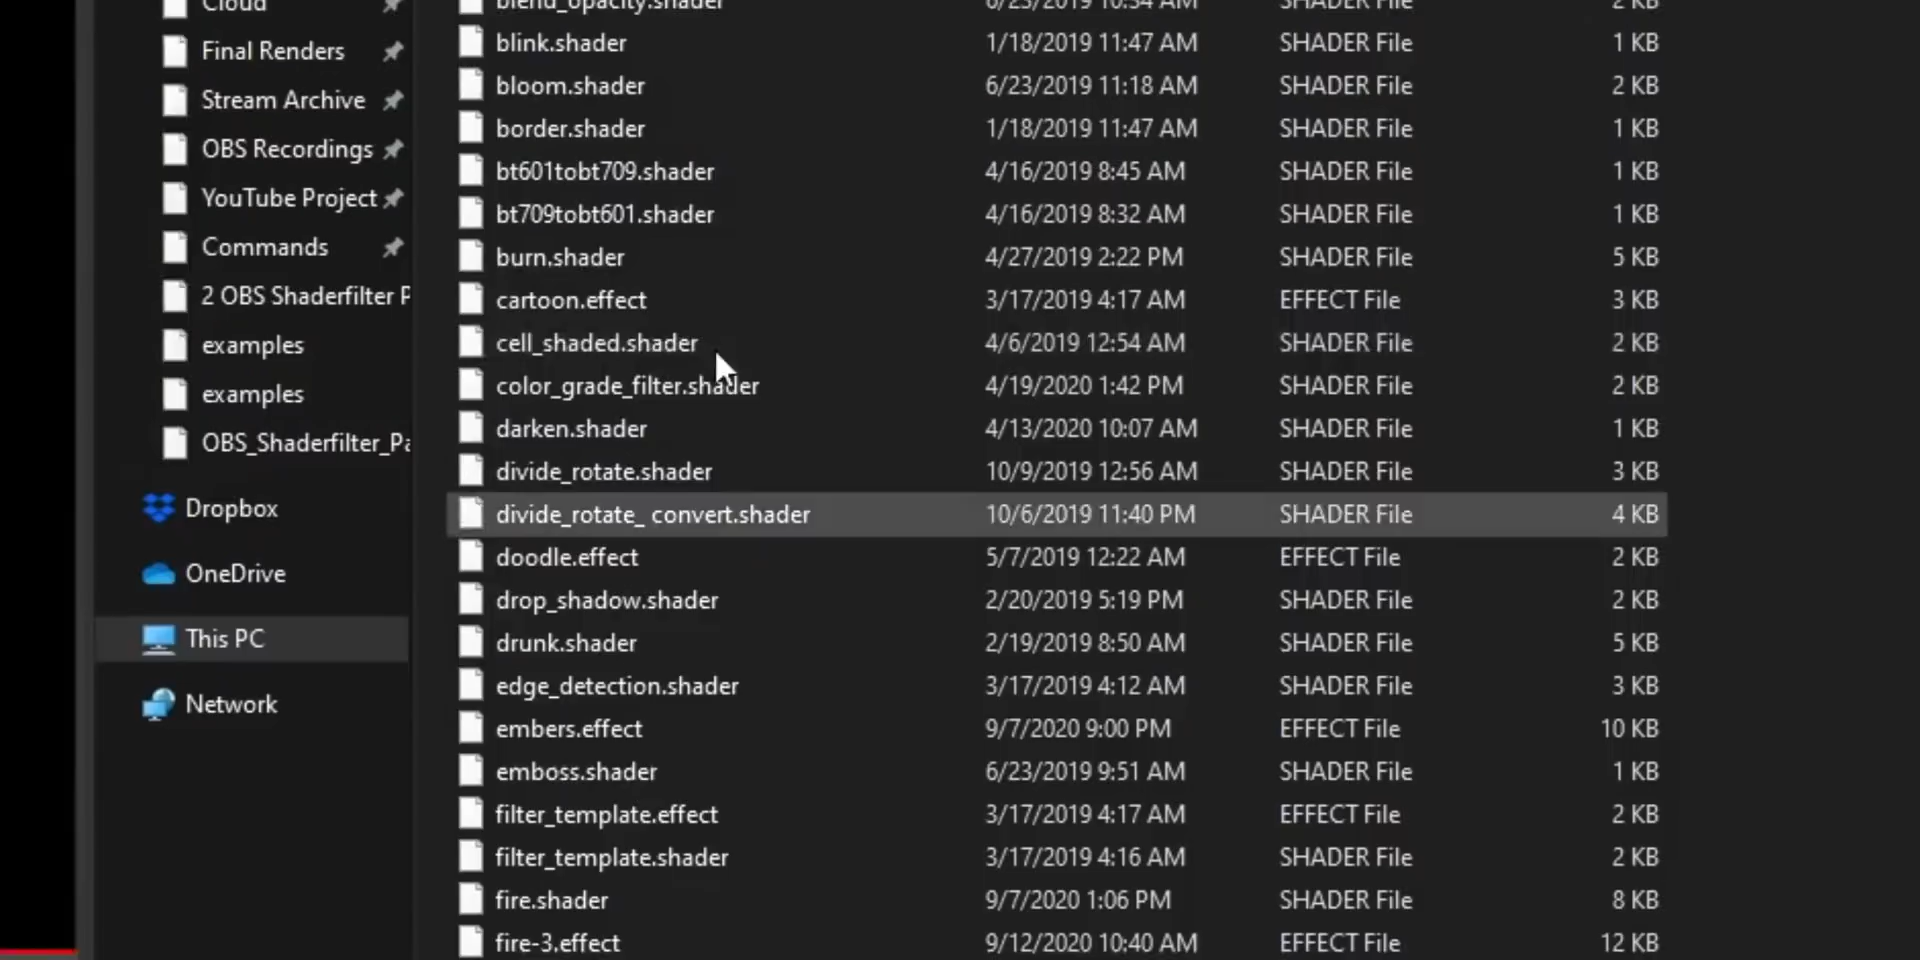 Cloud
Final Renders
Stream Archive
OBS Recordings
YouTube Project
Commands
2 OBS Shaderfilter P
examples
examples
OBS_Shaderfilter_Pa
Dropbox
OneDrive
This PC
Network
blend_opacity.shader 6/23/2019 10:54 AM SHADER File 2 KB
blink.shader 1/18/2019 11:47 AM SHADER File 1 KB
bloom.shader 6/23/2019 11:18 AM SHADER File 2 KB
border.shader 1/18/2019 11:47 AM SHADER File 1 KB
bt601tobt709.shader 4/16/2019 8:45 AM SHADER File 1 KB
bt709tobt601.shader 4/16/2019 8:32 AM SHADER File 1 KB
burn.shader 4/27/2019 2:22 PM SHADER File 5 KB
cartoon.effect 3/17/2019 4:17 AM EFFECT File 3 KB
cell_shaded.shader 4/6/2019 12:54 AM SHADER File 2 KB
color_grade_filter.shader 4/19/2020 1:42 PM SHADER File 2 KB
darken.shader 4/13/2020 10:07 AM SHADER File 1 KB
divide_rotate.shader 10/9/2019 12:56 AM SHADER File 3 KB
divide_rotate_ convert.shader 10/6/2019 11:40 PM SHADER File 4 KB
doodle.effect 5/7/2019 12:22 AM EFFECT File 2 KB
drop_shadow.shader 2/20/2019 5:19 PM SHADER File 2 KB
drunk.shader 2/19/2019 8:50 AM SHADER File 5 KB
edge_detection.shader 3/17/2019 4:12 AM SHADER File 3 KB
embers.effect 9/7/2020 9:00 PM EFFECT File 10 KB
emboss.shader 6/23/2019 9:51 AM SHADER File 1 KB
filter_template.effect 3/17/2019 4:17 AM EFFECT File 2 KB
filter_template.shader 3/17/2019 4:16 AM SHADER File 2 KB
fire.shader 9/7/2020 1:06 PM SHADER File 8 KB
fire-3.effect 9/12/2020 10:40 AM EFFECT File 12 KB